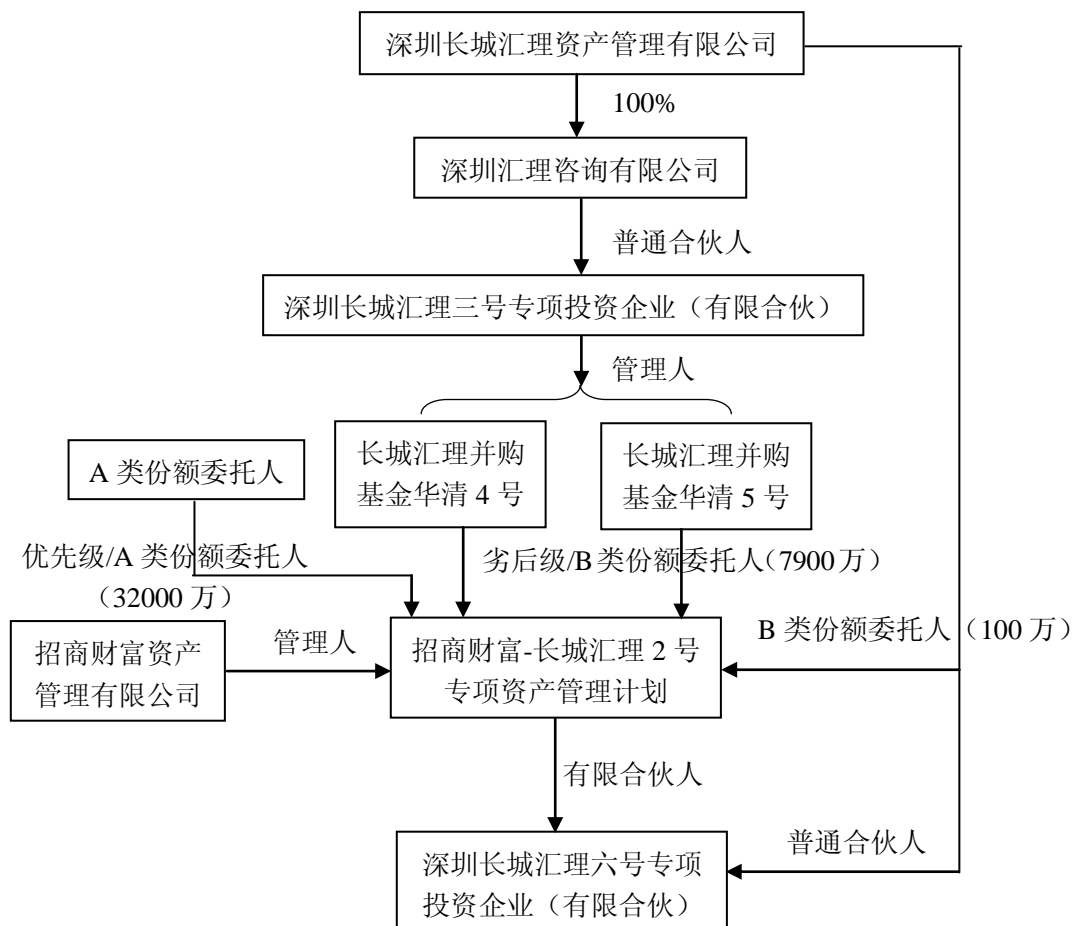 深圳长城汇理资产管理有限公司
100%
深圳汇理咨询有限公司
普通合伙人
深圳长城汇理三号专项投资企业（有限合伙）
管理人
长城汇理并购
基金华清 4 号
长城汇理并购
基金华清 5 号
A 类份额委托人
优先级/A 类份额委托人
（32000 万）
劣后级/B 类份额委托人（7900 万）
B 类份额委托人（100 万）
招商财富资产
管理有限公司
管理人
招商财富-长城汇理 2 号
专项资产管理计划
有限合伙人
普通合伙人
深圳长城汇理六号专项
投资企业（有限合伙）